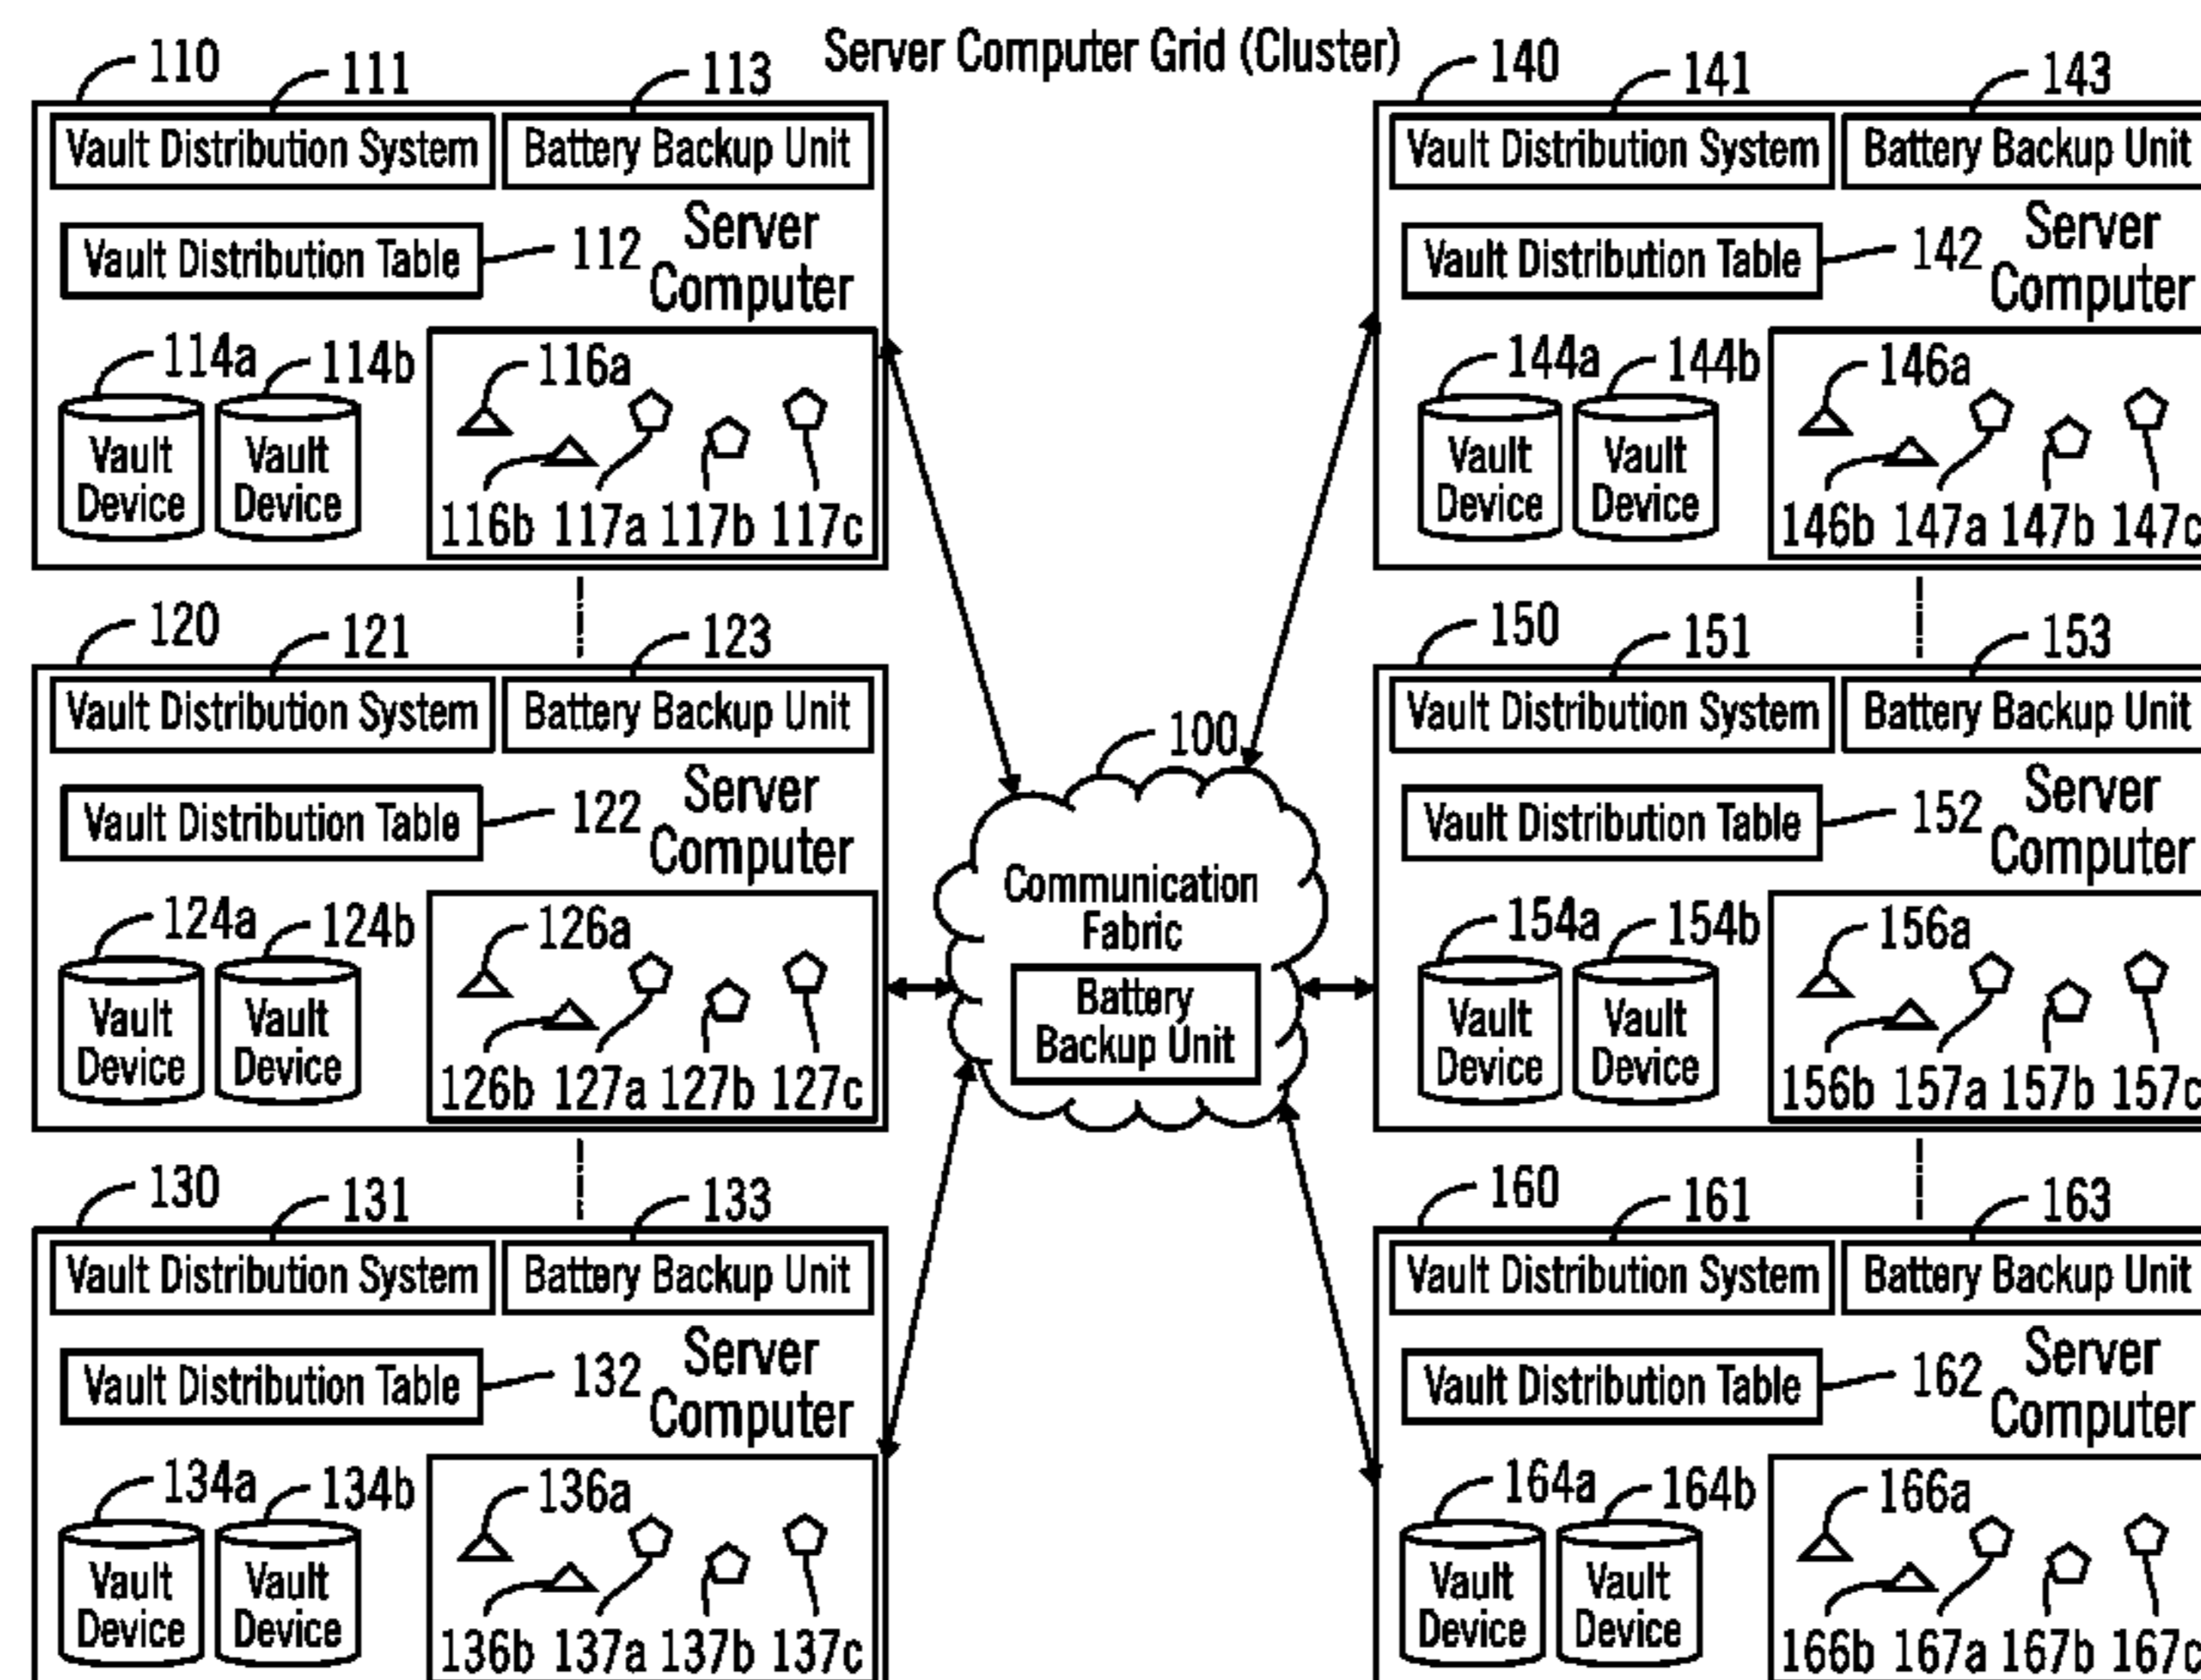 Server Computer Grid (Cluster)
110
111
113
Vault Distribution System
Battery Backup Unit
Vault Distribution Table
112
Server
Computer
114a
114b
Vault
Device
Vault
Device
116a
116b 117a 117b 117c
120
121
123
Vault Distribution System
Battery Backup Unit
Vault Distribution Table
122
Server
Computer
124a
124b
Vault
Device
Vault
Device
126a
126b 127a 127b 127c
130
131
133
Vault Distribution System
Battery Backup Unit
Vault Distribution Table
132
Server
Computer
134a
134b
Vault
Device
Vault
Device
136a
136b 137a 137b 137c
100
Communication
Fabric
Battery
Backup Unit
140
141
143
Vault Distribution System
Battery Backup Unit
Vault Distribution Table
142
Server
Computer
144a
144b
Vault
Device
Vault
Device
146a
146b 147a 147b 147c
150
151
153
Vault Distribution System
Battery Backup Unit
Vault Distribution Table
152
Server
Computer
154a
154b
Vault
Device
Vault
Device
156a
156b 157a 157b 157c
160
161
163
Vault Distribution System
Battery Backup Unit
Vault Distribution Table
162
Server
Computer
164a
164b
Vault
Device
Vault
Device
166a
166b 167a 167b 167c